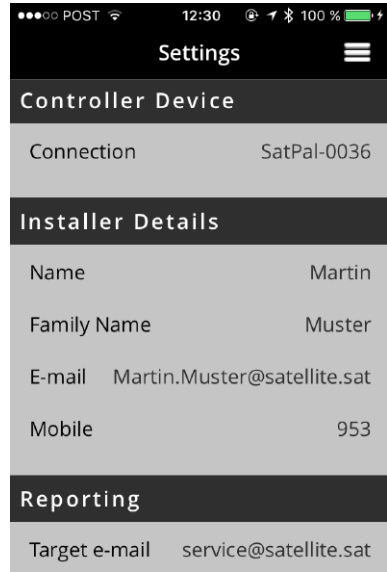 POST 12:30 100 %
Settings
Controller Device
Connection SatPal-0036
Installer Details
Name Martin
Family Name Muster
E-mail Martin.Muster@satellite.sat
Mobile 953
Reporting
Target e-mail service@satellite.sat